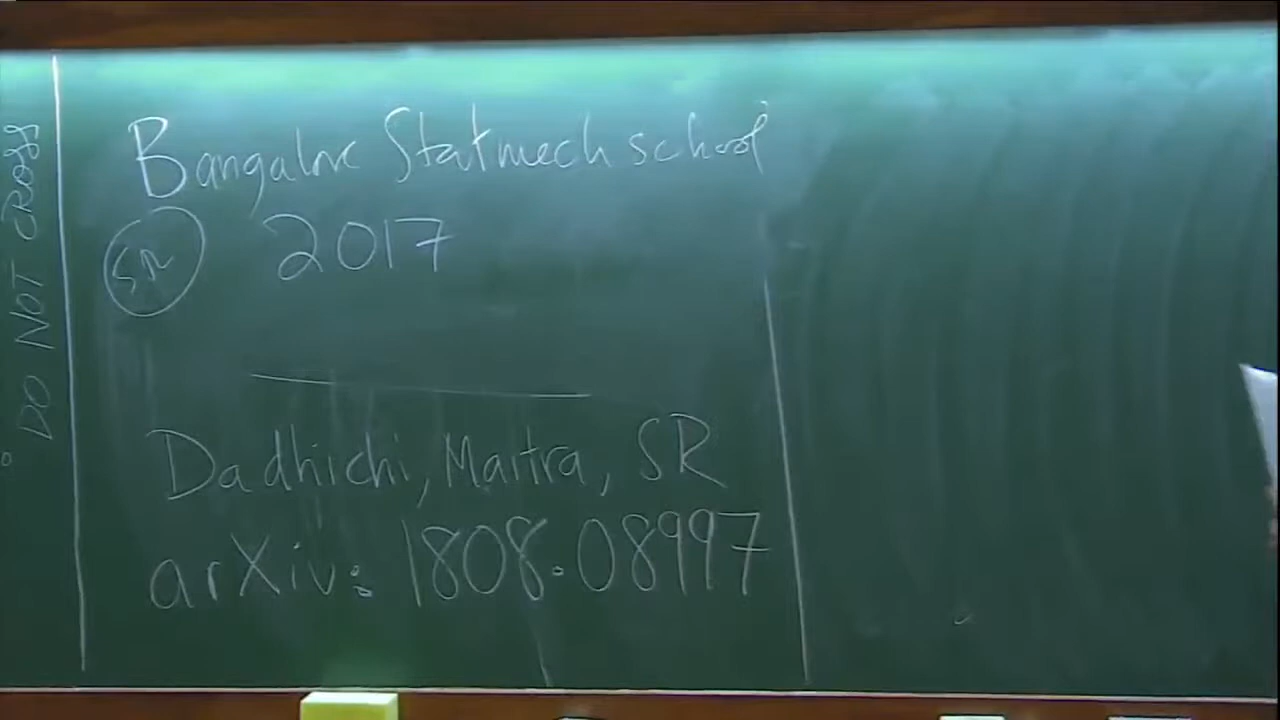 DO NOT CROSS
Bangalore Statmech school
SR 2017
Dadhichi, Maitra, SR
arXiv: 1808.08997